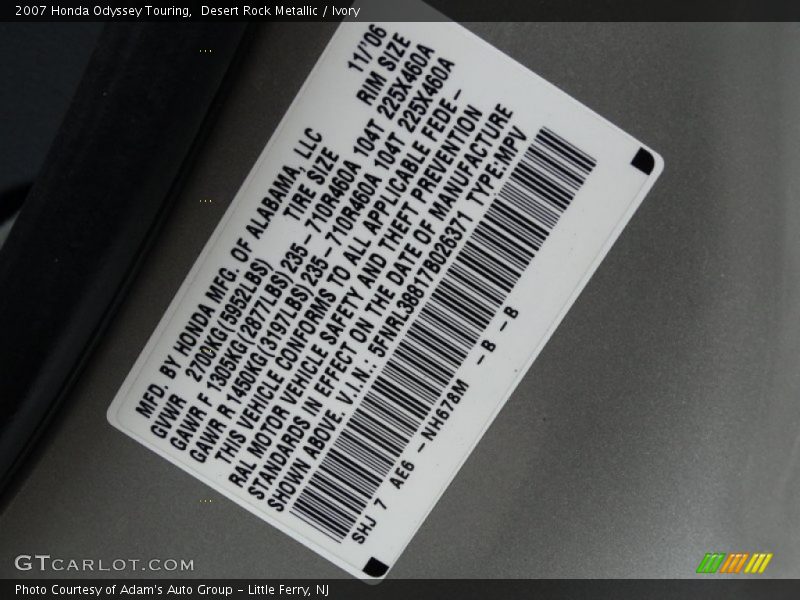 2007 Honda Odyssey Touring,  Desert Rock Metallic / Ivory
MFD. BY HONDA MFG. OF ALABAMA, LLC 11/'06
GVWR 2700KG(5952LBS) TIRE SIZE RIM SIZE
GAWR F 1305KG(2877LBS) 235-710R460A 104T 225X460A
GAWR R 1450KG(3197LBS) 235-710R460A 104T 225X460A
THIS VEHICLE CONFORMS TO ALL APPLICABLE FEDE-
RAL MOTOR VEHICLE SAFETY AND THEFT PREVENTION
STANDARDS IN EFFECT ON THE DATE OF MANUFACTURE
SHOWN ABOVE. V.I.N.: 5FNRL38817B026371 TYPE:MPV
SHJ 7 AE6 -NH678M -B -B
GTCARLOT.COM
Photo Courtesy of Adam's Auto Group - Little Ferry, NJ